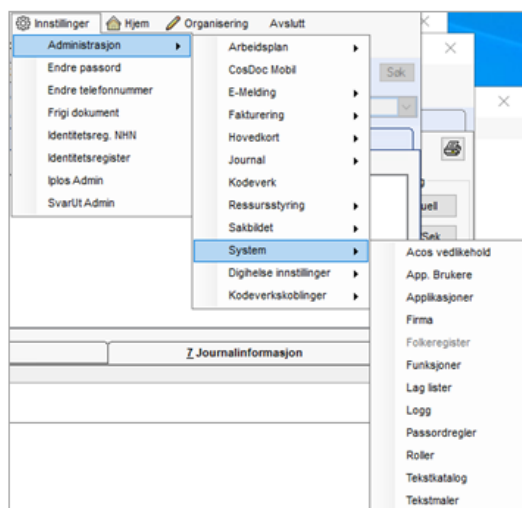 Innstillinger Hjem Organisering Avslutt
Administrasjon
Endre passord
Endre telefonnummer
Frigi dokument
Identitetsreg. NHN
Identitetsregister
Iplos Admin
SvarUt Admin
Arbeidsplan
CosDoc Mobil
E-Melding
Fakturering
Hovedkort
Journal
Kodeverk
Ressursstyring
Sakbildet
System
Digihelse innstillinger
Kodeverkskoblinger
Søk
uell
Acos vedlikehold
App. Brukere
Applikasjoner
Firma
Folkeregister
Funksjoner
Lag lister
Logg
Passordregler
Roller
Tekstkatalog
Tekstmaler
7 Journalinformasjon